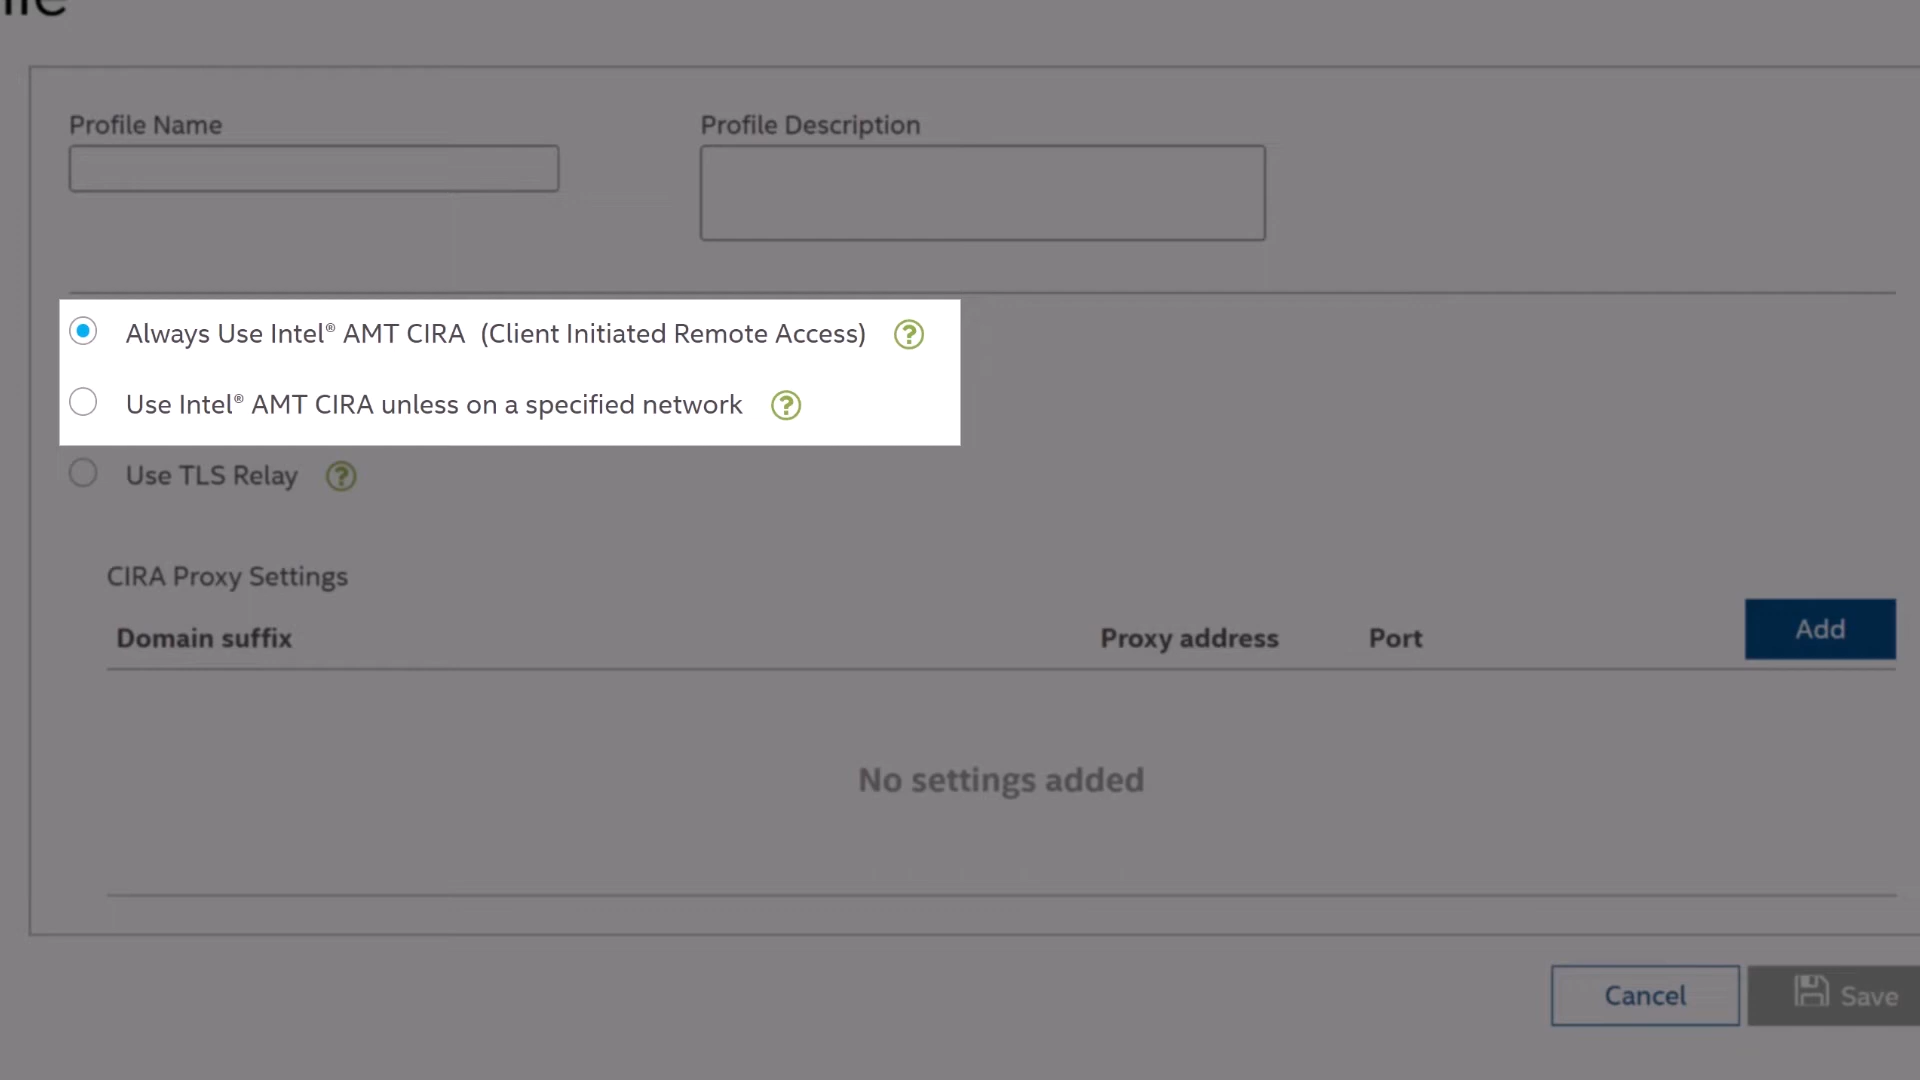 Profile Name
Profile Description
Always Use Intel® AMT CIRA (Client Initiated Remote Access) ?
Use Intel® AMT CIRA unless on a specified network ?
Use TLS Relay ?
CIRA Proxy Settings
Domain suffix
Proxy address
Port
Add
No settings added
Cancel
Save